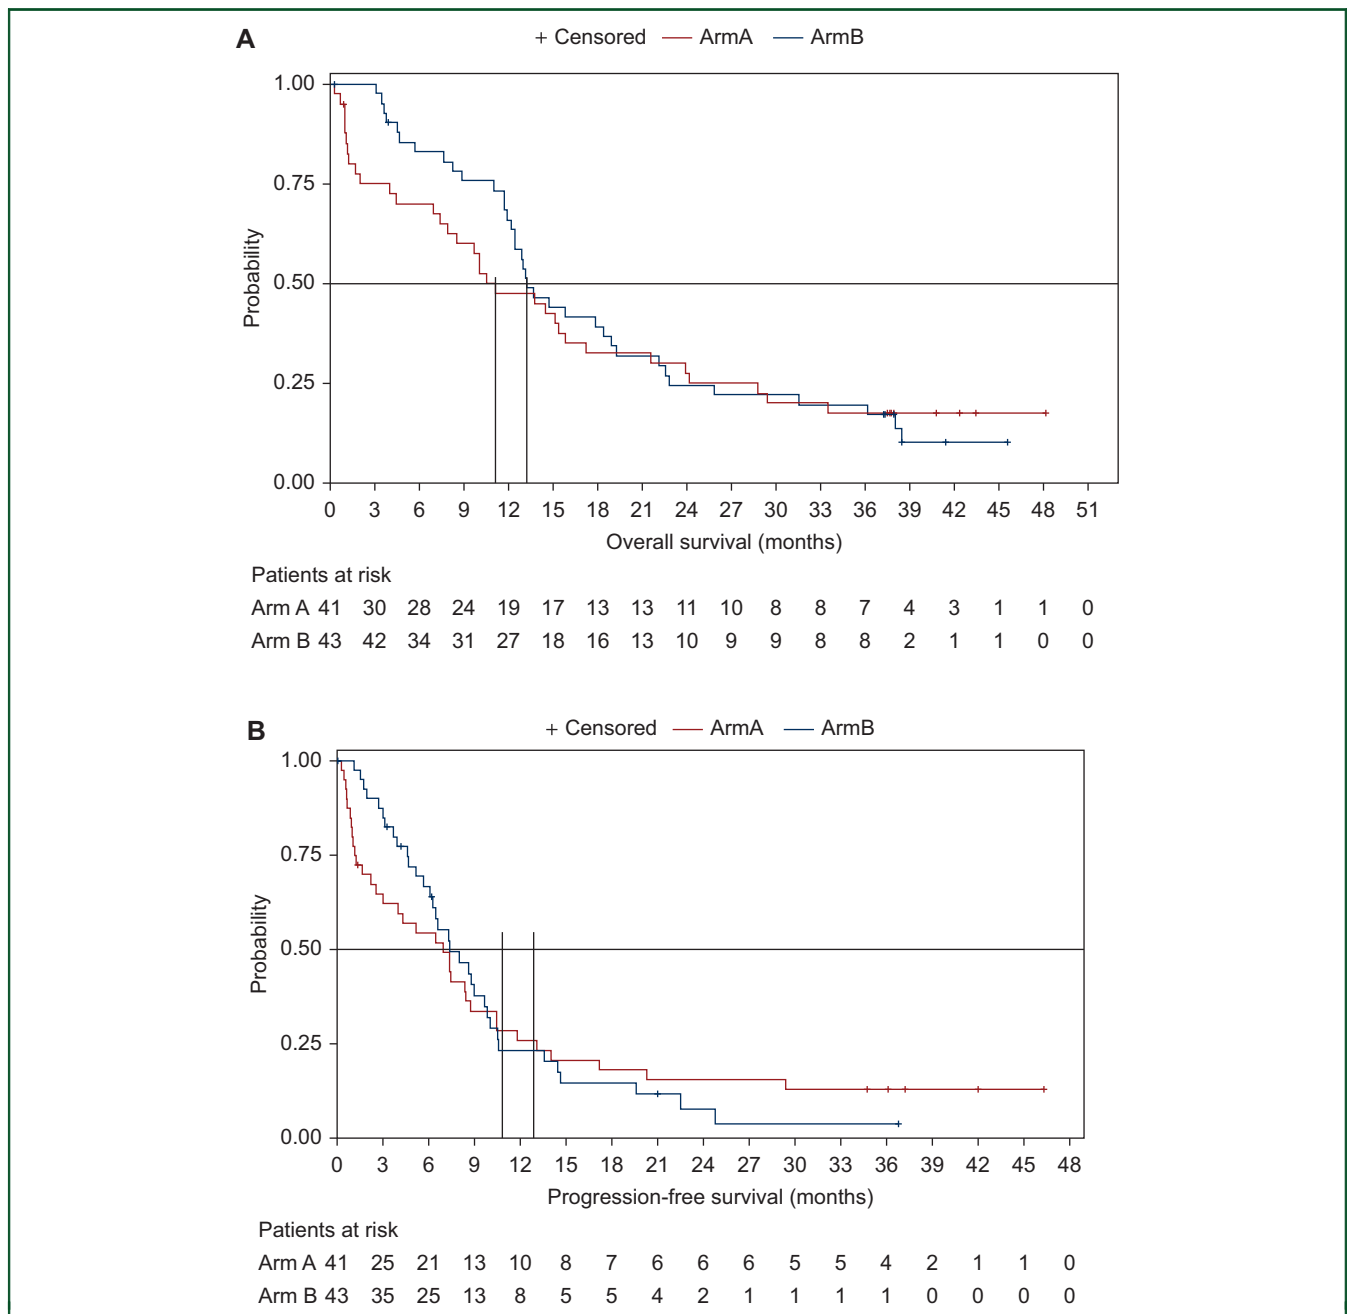 A
+ Censored ArmA ArmB
1.00
0.75
0.50
0.25
0.00
Probability
0 3 6 9 12 15 18 21 24 27 30 33 36 39 42 45 48 51
Overall survival (months)
Patients at risk
Arm A 41 30 28 24 19 17 13 13 11 10 8 8 7 4 3 1 1 0
Arm B 43 42 34 31 27 18 16 13 10 9 9 8 8 2 1 1 0 0
B
+ Censored ArmA ArmB
1.00
0.75
0.50
0.25
0.00
Probability
0 3 6 9 12 15 18 21 24 27 30 33 36 39 42 45 48
Progression-free survival (months)
Patients at risk
Arm A 41 25 21 13 10 8 7 6 6 6 5 5 4 2 1 1 0
Arm B 43 35 25 13 8 5 5 4 2 1 1 1 1 0 0 0 0